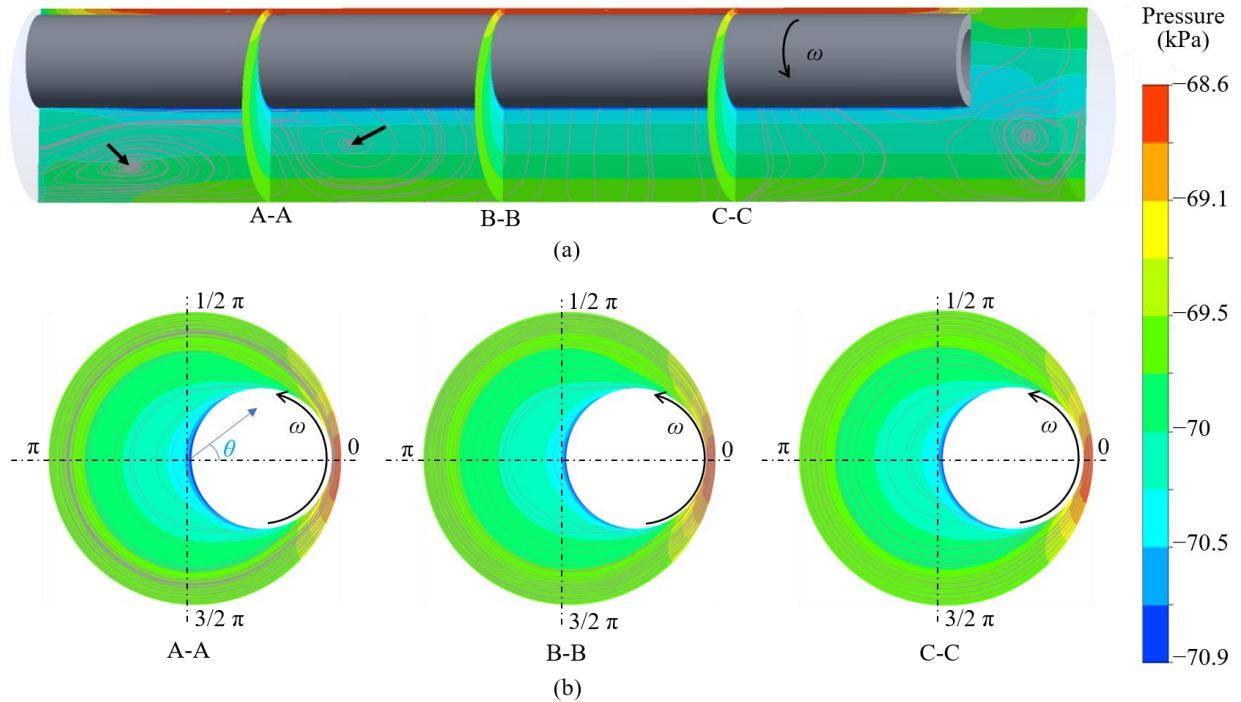 Pressure
(kPa)
ω
−68.6
−69.1
−69.5
−70
−70.5
−70.9
A-A
B-B
C-C
(a)
1/2 π
1/2 π
1/2 π
π
θ
ω
0
π
ω
0
π
ω
0
3/2 π
3/2 π
3/2 π
A-A
B-B
C-C
(b)